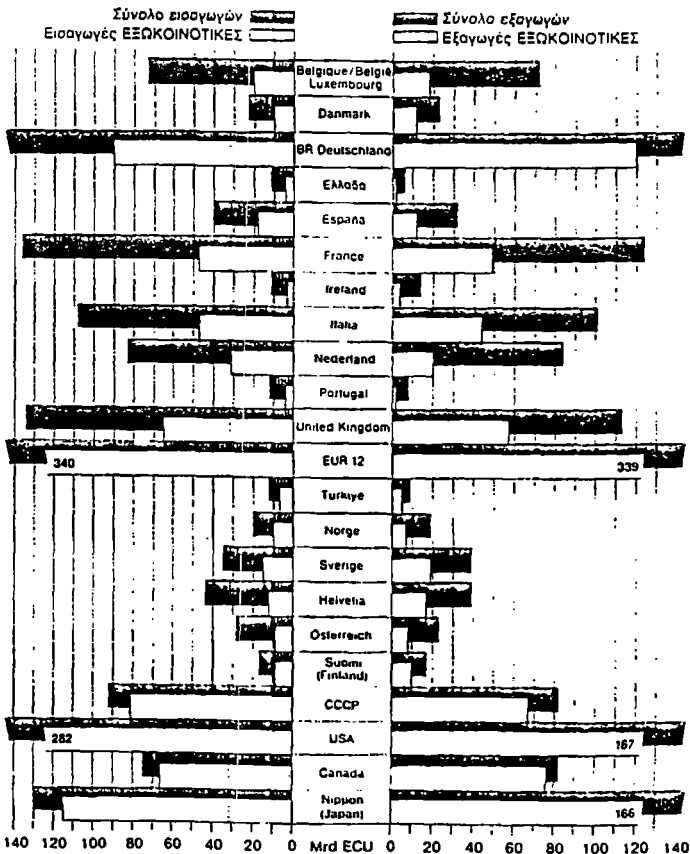 Σύνολο εισαγωγών
Εισαγωγές ΕΞΩΚΟΙΝΟΤΙΚΕΣ
Σύνολο εξαγωγών
Εξαγωγές ΕΞΩΚΟΙΝΟΤΙΚΕΣ
Belgique/België
Luxembourg
Danmark
BR Deutschland
Ελλαδα
España
France
Ireland
Italia
Nederland
Portugal
United Kingdom
340 EUR 12 339
Türkiye
Norge
Sverige
Helvetia
Österreich
Suomi
(Finland)
CCCP
282 USA 167
Canada
Nippon
(Japan) 166
140 120 100 80 60 40 20 0 Mrd ECU 0 20 40 60 80 100 120 140